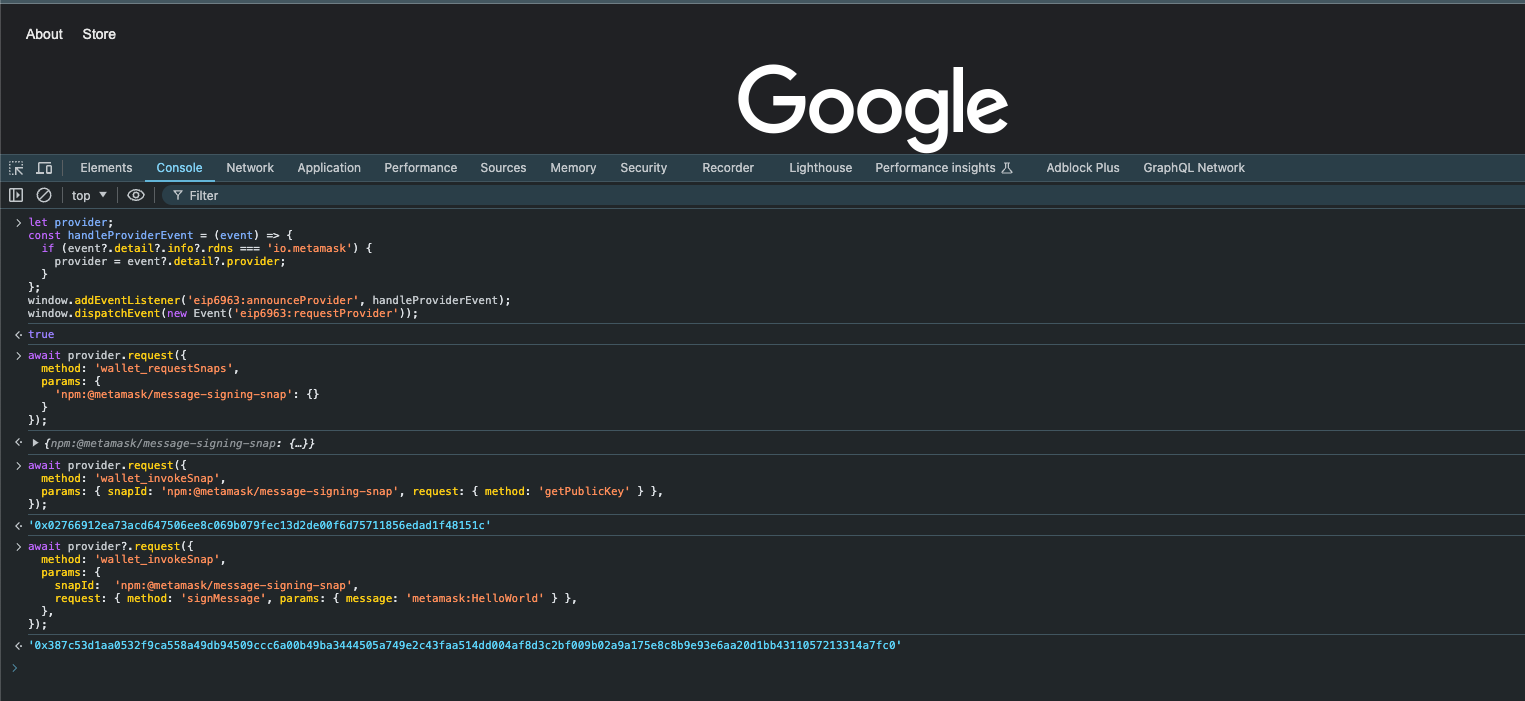 About Store
Google
Elements Console Network Application Performance Sources Memory Security Recorder Lighthouse Performance insights Adblock Plus GraphQL Network
top Filter
let provider;
const handleProviderEvent = (event) => {
  if (event?.detail?.info?.rdns === 'io.metamask') {
    provider = event?.detail?.provider;
  }
};
window.addEventListener('eip6963:announceProvider', handleProviderEvent);
window.dispatchEvent(new Event('eip6963:requestProvider'));
true
await provider.request({
  method: 'wallet_requestSnaps',
  params: {
    'npm:@metamask/message-signing-snap': {}
  }
});
{npm:@metamask/message-signing-snap: {…}}
await provider.request({
  method: 'wallet_invokeSnap',
  params: { snapId: 'npm:@metamask/message-signing-snap', request: { method: 'getPublicKey' } },
});
'0x02766912ea73acd647506ee8c069b079fec13d2de00f6d75711856edad1f48151c'
await provider?.request({
  method: 'wallet_invokeSnap',
  params: {
    snapId:  'npm:@metamask/message-signing-snap',
    request: { method: 'signMessage', params: { message: 'metamask:HelloWorld' } },
  },
});
'0x387c53d1aa0532f9ca558a49db94509ccc6a00b49ba3444505a749e2c43faa514dd004af8d3c2bf009b02a9a175e8c8b9e93e6aa20d1bb4311057213314a7fc0'